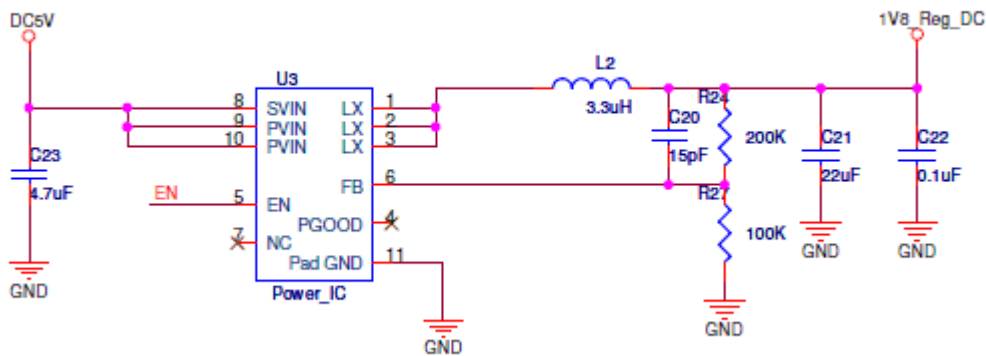 DC5V
1V8_Reg_DC
U3
L2
3.3uH
8 SVIN LX 1
9 PVIN LX 2
10 PVIN LX 3
R24
200K
C20
15pF
C21
22uF
C22
0.1uF
C23
4.7uF
FB 6
EN 5 EN
R27
100K
PGOOD 4
7 NC
Pad GND 11
Power_IC
GND
GND
GND
GND
GND